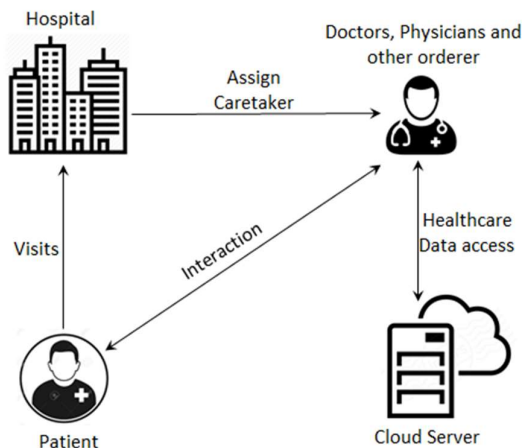 Hospital
Doctors, Physicians and
other orderer
Assign
Caretaker
Visits
Interaction
Healthcare
Data access
Patient
Cloud Server